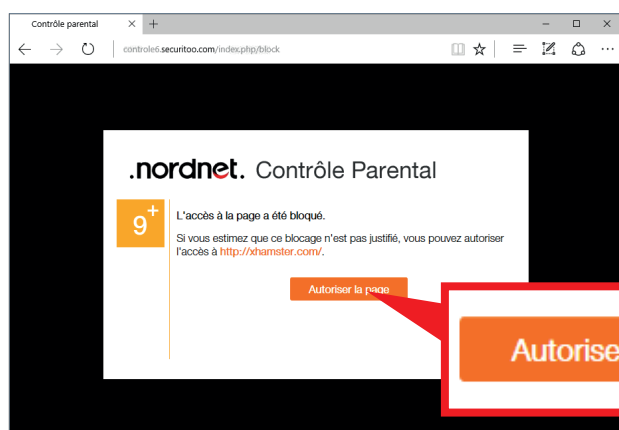 Contrôle parental
controle6.securitoo.com/index.php/block
.nordnet. Contrôle Parental
9+
L'accès à la page a été bloqué.
Si vous estimez que ce blocage n'est pas justifié, vous pouvez autoriser
l'accès à http://xhamster.com/.
Autoriser la page
Autorise